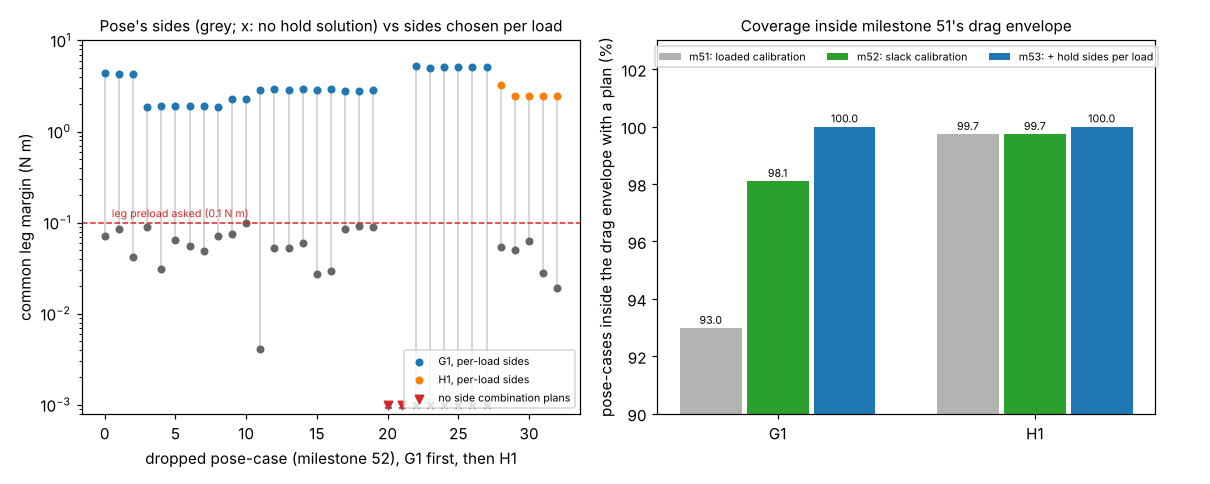 Pose's sides (grey; x: no hold solution) vs sides chosen per load
common leg margin (N m)
10^1
10^0
10^-1
10^-2
10^-3
leg preload asked (0.1 N m)
G1, per-load sides
H1, per-load sides
no side combination plans
0 5 10 15 20 25 30
dropped pose-case (milestone 52), G1 first, then H1
Coverage inside milestone 51's drag envelope
pose-cases inside the drag envelope with a plan (%)
m51: loaded calibration m52: slack calibration m53: + hold sides per load
102
100
98
96
94
92
90
93.0
98.1
100.0
99.7
99.7
100.0
G1 H1